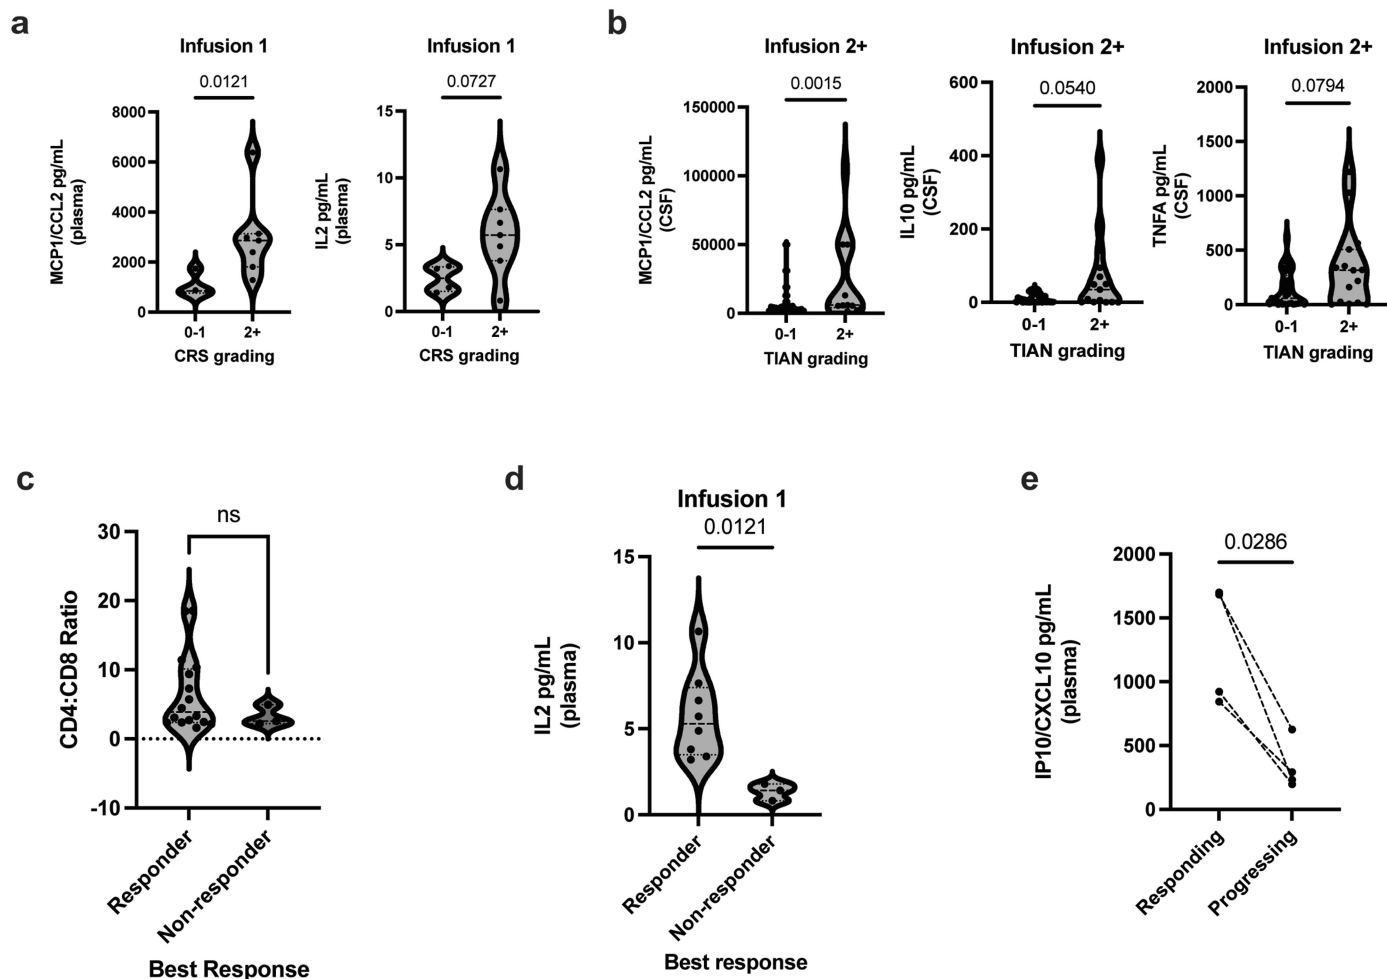 a
Infusion 1
0.0121
8000
6000
4000
2000
0
MCP1/CCL2 pg/mL
(plasma)
0-1
2+
CRS grading
Infusion 1
0.0727
15
10
5
0
IL2 pg/mL
(plasma)
0-1
2+
CRS grading
b
Infusion 2+
0.0015
150000
100000
50000
0
MCP1/CCL2 pg/mL
(CSF)
0-1
2+
TIAN grading
Infusion 2+
0.0540
600
400
200
0
IL10 pg/mL
(CSF)
0-1
2+
TIAN grading
Infusion 2+
0.0794
2000
1500
1000
500
0
TNFA pg/mL
(CSF)
0-1
2+
TIAN grading
c
ns
30
20
10
0
-10
CD4:CD8 Ratio
Responder
Non-responder
Best Response
d
Infusion 1
0.0121
15
10
5
0
IL2 pg/mL
(plasma)
Responder
Non-responder
Best response
e
0.0286
2000
1500
1000
500
0
IP10/CXCL10 pg/mL
(plasma)
Responding
Progressing